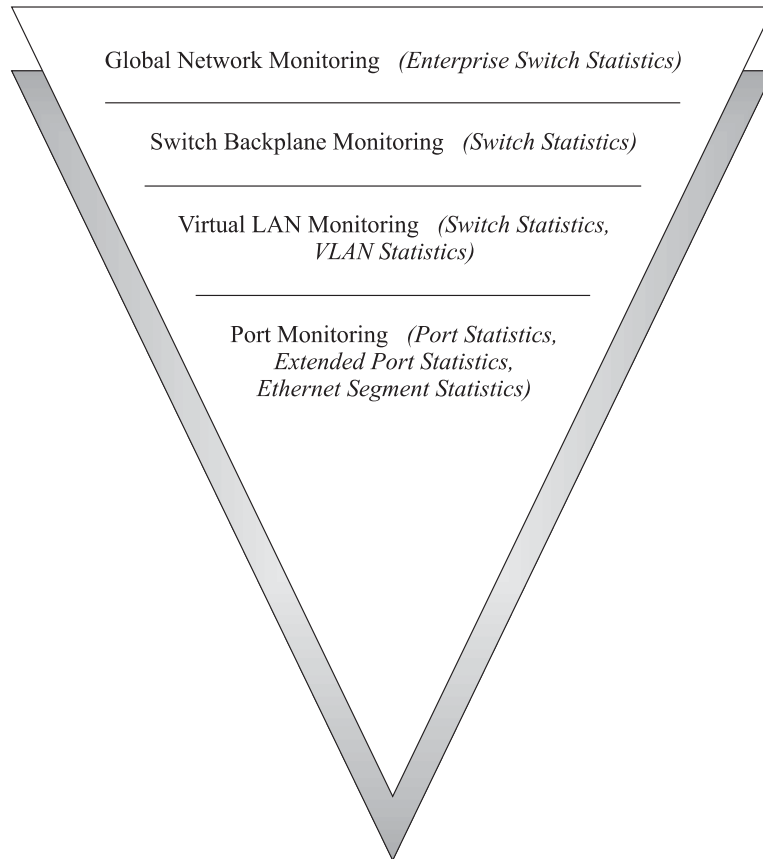 Global Network Monitoring (Enterprise Switch Statistics)
Switch Backplane Monitoring (Switch Statistics)
Virtual LAN Monitoring (Switch Statistics,
VLAN Statistics)
Port Monitoring (Port Statistics,
Extended Port Statistics,
Ethernet Segment Statistics)